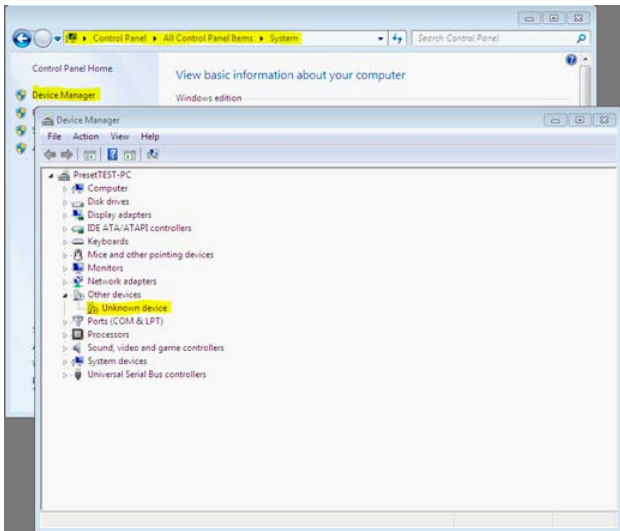 Control Panel ▸ All Control Panel Items ▸ System
Search Control Panel
Control Panel Home
View basic information about your computer
Device Manager
Windows edition
Device Manager
File Action View Help
PresetTEST-PC
Computer
Disk drives
Display adapters
IDE ATA/ATAPI controllers
Keyboards
Mice and other pointing devices
Monitors
Network adapters
Other devices
Unknown device
Ports (COM & LPT)
Processors
Sound, video and game controllers
System devices
Universal Serial Bus controllers